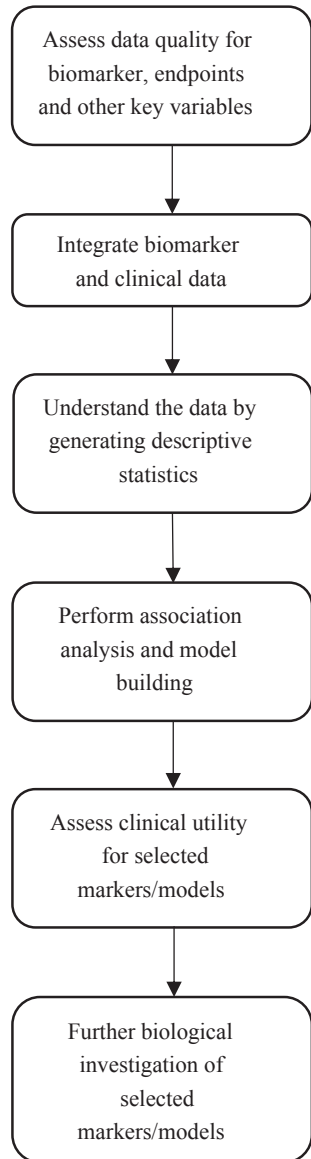 Assess data quality for
biomarker, endpoints
and other key variables
Integrate biomarker
and clinical data
Understand the data by
generating descriptive
statistics
Perform association
analysis and model
building
Assess clinical utility
for selected
markers/models
Further biological
investigation of
selected
markers/models